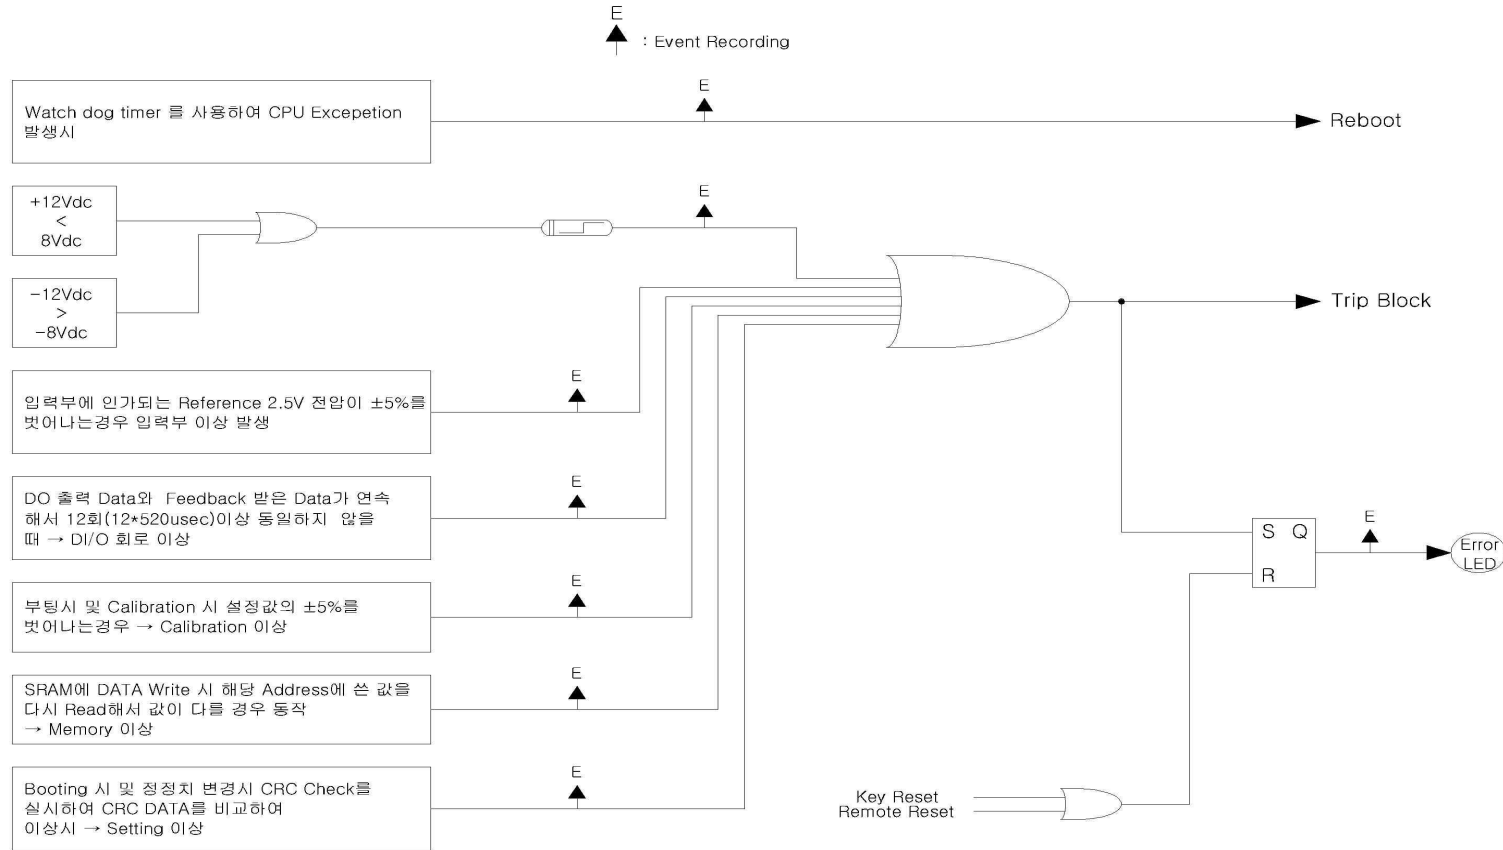 E
: Event Recording
Watch dog timer 를 사용하여 CPU Excepetion
발생시
E
Reboot
+12Vdc
<
8Vdc
E
-12Vdc
>
-8Vdc
Trip Block
입력부에 인가되는 Reference 2.5V 전압이 ±5%를
벗어나는경우 입력부 이상 발생
E
DO 출력 Data와 Feedback 받은 Data가 연속
해서 12회(12*520usec)이상 동일하지 않을
때 → DI/O 회로 이상
E
S Q
R
E
Error
LED
부팅시 및 Calibration 시 설정값의 ±5%를
벗어나는경우 → Calibration 이상
E
SRAM에 DATA Write 시 해당 Address에 쓴 값을
다시 Read해서 값이 다를 경우 동작
→ Memory 이상
E
Booting 시 및 정정치 변경시 CRC Check를
실시하여 CRC DATA를 비교하여
이상시 → Setting 이상
E
Key Reset
Remote Reset